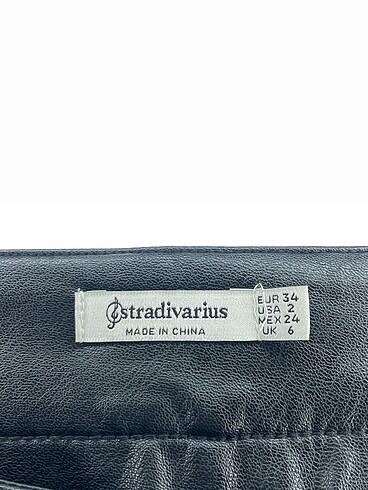 stradivarius
MADE IN CHINA
EUR 34
USA 2
MEX 24
UK 6